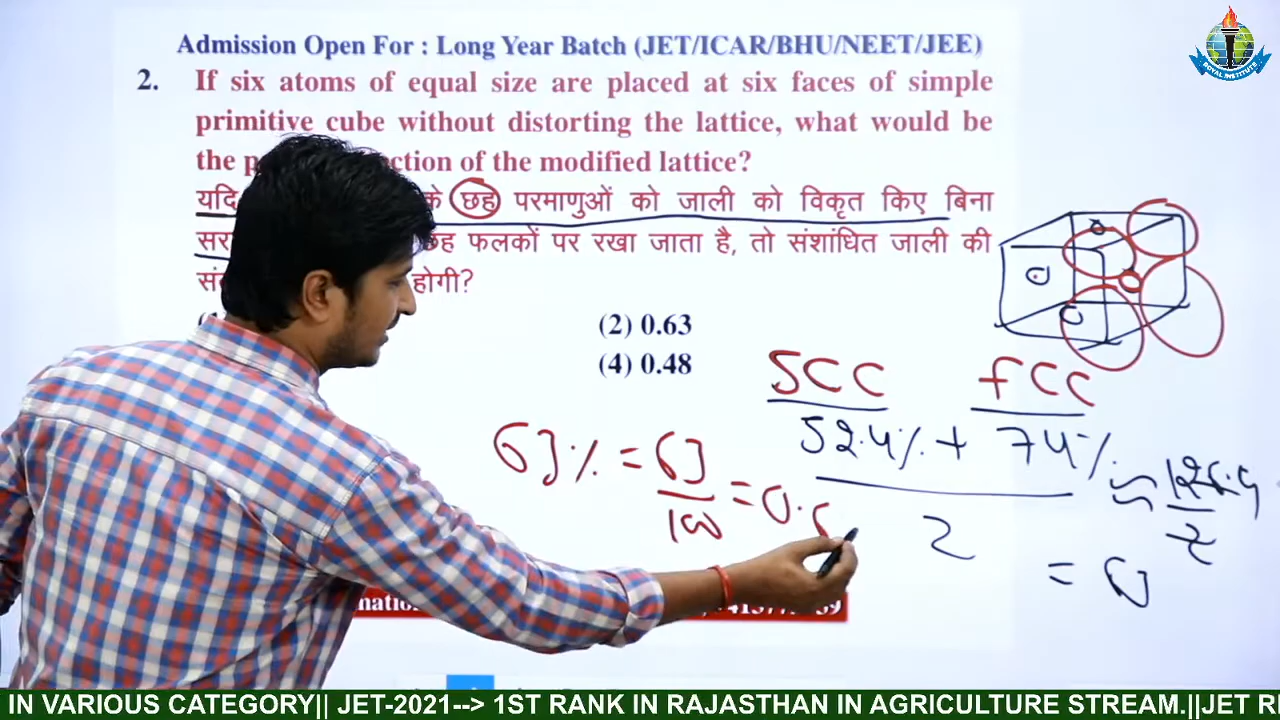 Admission Open For : Long Year Batch (JET/ICAR/BHU/NEET/JEE)
2. If six atoms of equal size are placed at six faces of simple
primitive cube without distorting the lattice, what would be
the p ction of the modified lattice?
यदि के छह परमाणुओं को जाली को विकृत किए बिना
सर ह फलकों पर रखा जाता है, तो संशांधित जाली की
सं होगी?
(2) 0.63
(4) 0.48
SCC fCC
52.4% + 74%
2
≈ 126.4
2
= 63
63% = 63
100
= 0.6
IN VARIOUS CATEGORY|| JET-2021--> 1ST RANK IN RAJASTHAN IN AGRICULTURE STREAM.||JET R